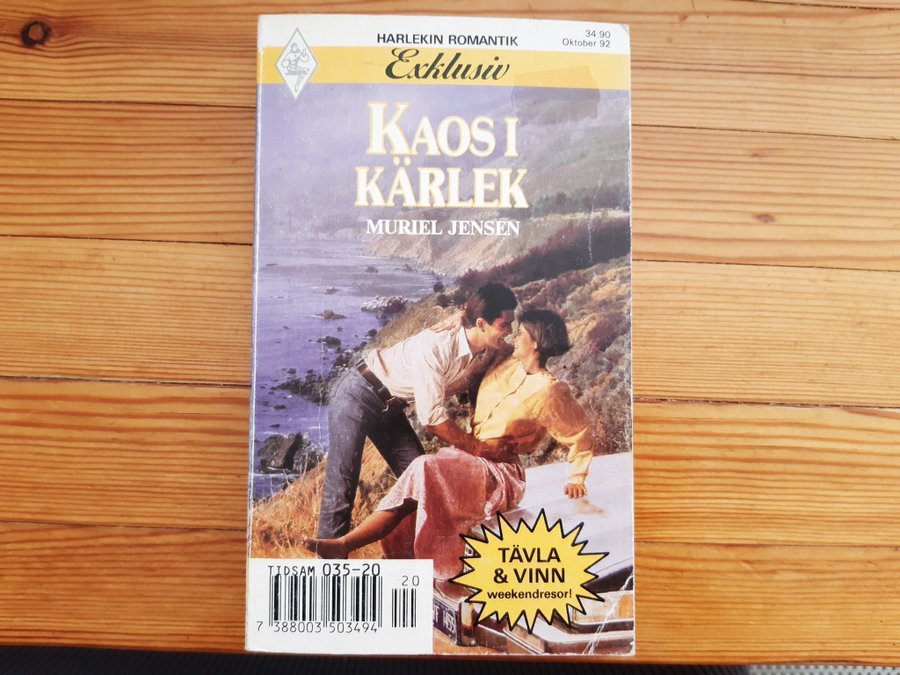 HARLEKIN ROMANTIK
34:90
Oktober 92
Exklusiv
KAOS I
KÄRLEK
MURIEL JENSEN
TÄVLA
& VINN
weekendresor!
TIDSAM 035-20
20
7 388003 503494